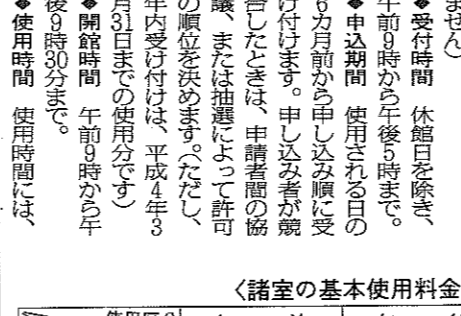 ません）
◆受付時間　休館日を除き、
午前9時から午後5時まで。
◆申込期間　使用される日の
6カ月前から申し込み順に受
け付けます。申し込み者が競
合したときは、申請者間の協
議、または抽選によって許可
の順位を決めます。（ただし、
年内受け付けは、平成4年3
月31日までの使用分です）
◆開館時間　午前9時から午
後9時30分まで。
◆使用時間　使用時間には、
〈諸室の基本使用料金